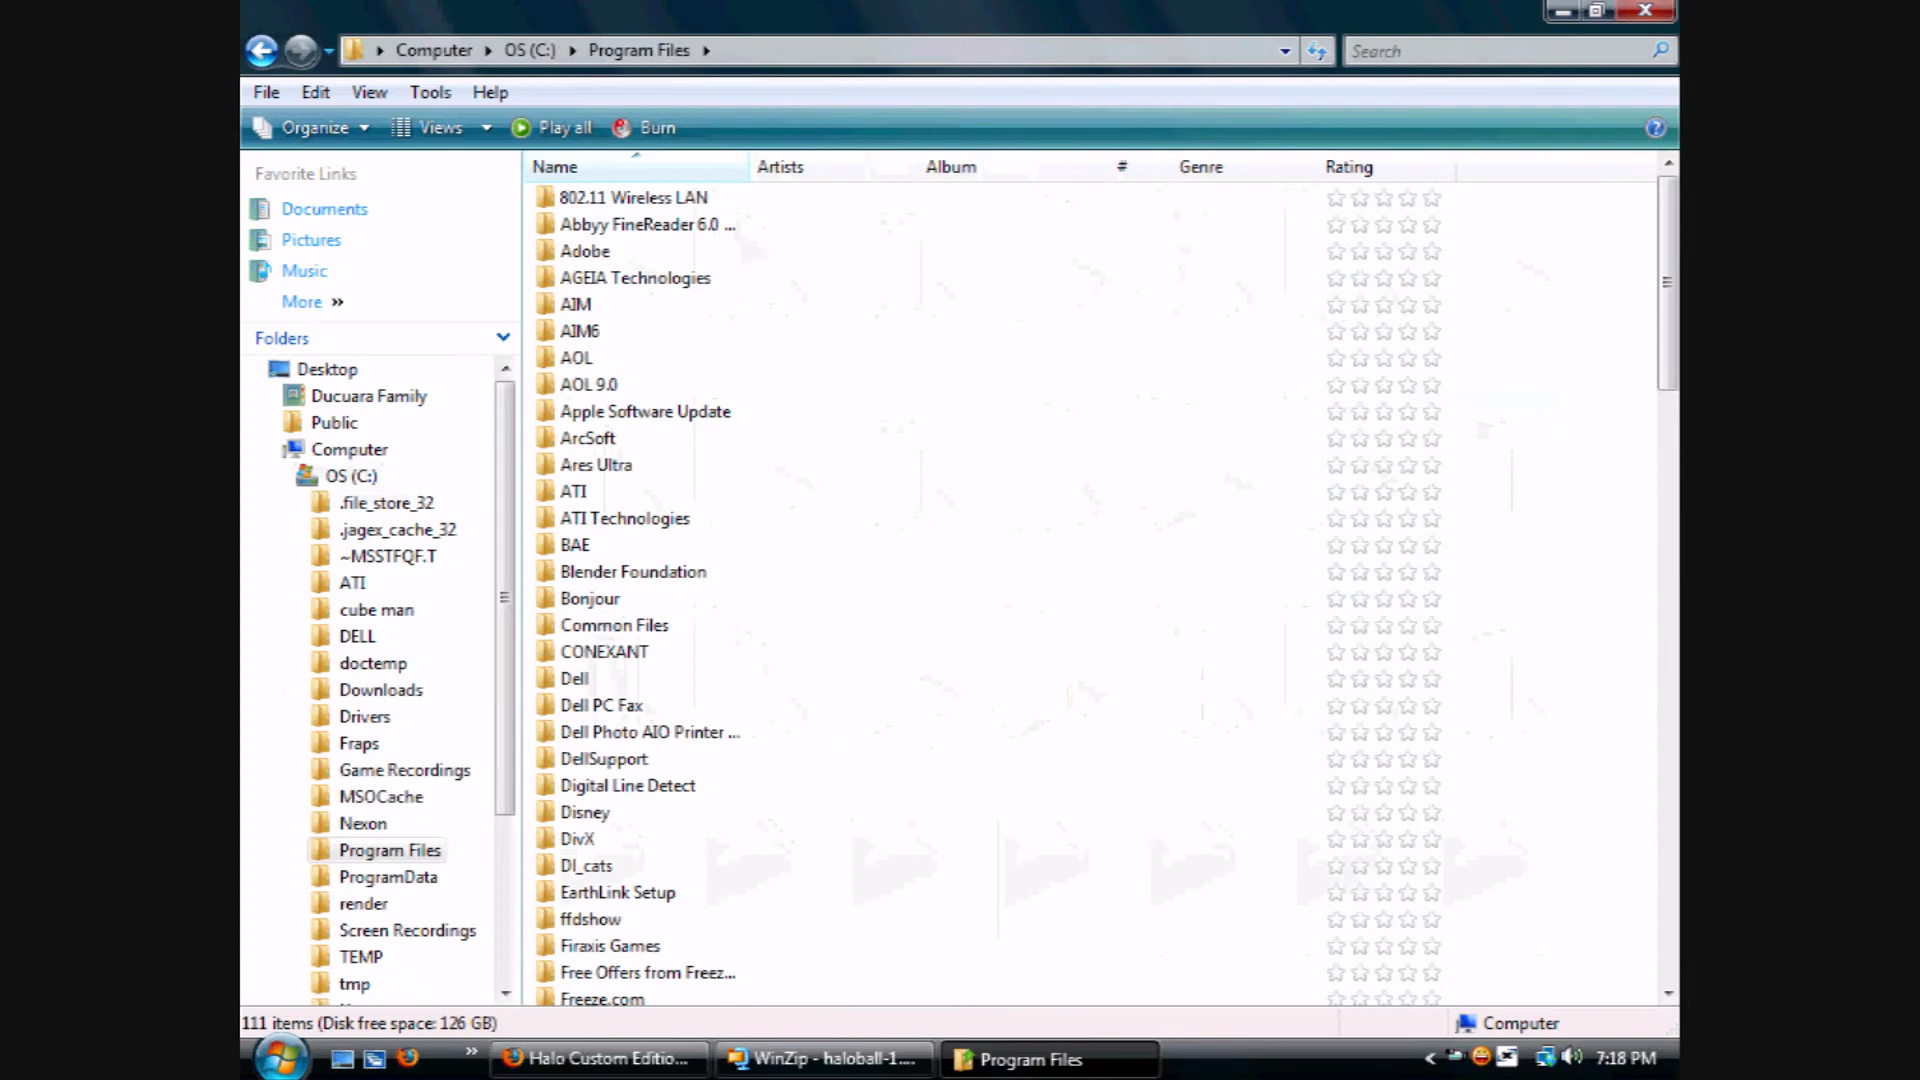 Computer OS (C:) Program Files
Search
File Edit View Tools Help
Organize Views Play all Burn
Favorite Links
Documents
Pictures
Music
More »
Folders
Desktop
Ducuara Family
Public
Computer
OS (C:)
.file_store_32
.jagex_cache_32
~MSSTFQF.T
ATI
cube man
DELL
doctemp
Downloads
Drivers
Fraps
Game Recordings
MSOCache
Nexon
Program Files
ProgramData
render
Screen Recordings
TEMP
tmp
Name Artists Album # Genre Rating
802.11 Wireless LAN
Abbyy FineReader 6.0 ...
Adobe
AGEIA Technologies
AIM
AIM6
AOL
AOL 9.0
Apple Software Update
ArcSoft
Ares Ultra
ATI
ATI Technologies
BAE
Blender Foundation
Bonjour
Common Files
CONEXANT
Dell
Dell PC Fax
Dell Photo AIO Printer ...
DellSupport
Digital Line Detect
Disney
DivX
Dl_cats
EarthLink Setup
ffdshow
Firaxis Games
Free Offers from Freez...
Freeze.com
111 items (Disk free space: 126 GB)
Computer
» Halo Custom Editio... WinZip - haloball-1.... Program Files 7:18 PM